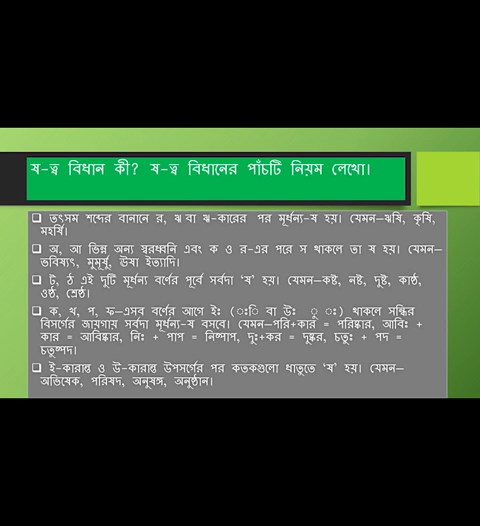 ষ-ত্ব বিধান কী? ষ-ত্ব বিধানের পাঁচটি নিয়ম লেখো।
❑ তৎসম শব্দের বানানে র, ঋ বা ঋ-কারের পর মূর্ধন্য-ষ হয়। যেমন—ঋষি, কৃষি,
মহর্ষি।
❑ অ, আ ভিন্ন অন্য স্বরধ্বনি এবং ক ও র-এর পরে স থাকলে তা ষ হয়। যেমন—
ভবিষ্যৎ, মুমূর্ষু, ঊষা ইত্যাদি।
❑ ট, ঠ এই দুটি মূর্ধন্য বর্ণের পূর্বে সর্বদা ‘ষ’ হয়। যেমন—কষ্ট, নষ্ট, দুষ্ট, কাষ্ঠ,
ওষ্ঠ, শ্রেষ্ঠ।
❑ ক, খ, প, ফ—এসব বর্ণের আগে ইঃ (ঃি বা উঃ ু ঃ) থাকলে সন্ধির
বিসর্গের জায়গায় সর্বদা মূর্ধন্য-ষ বসবে। যেমন—পরি+কার = পরিষ্কার, আবিঃ +
কার = আবিষ্কার, নিঃ + পাপ = নিষ্পাপ, দুঃ+কর = দুষ্কর, চতুঃ + পদ =
চতুষ্পদ।
❑ ই-কারান্ত ও উ-কারান্ত উপসর্গের পর কতকগুলো ধাতুতে ‘ষ’ হয়। যেমন—
অভিষেক, পরিষদ, অনুষঙ্গ, অনুষ্ঠান।